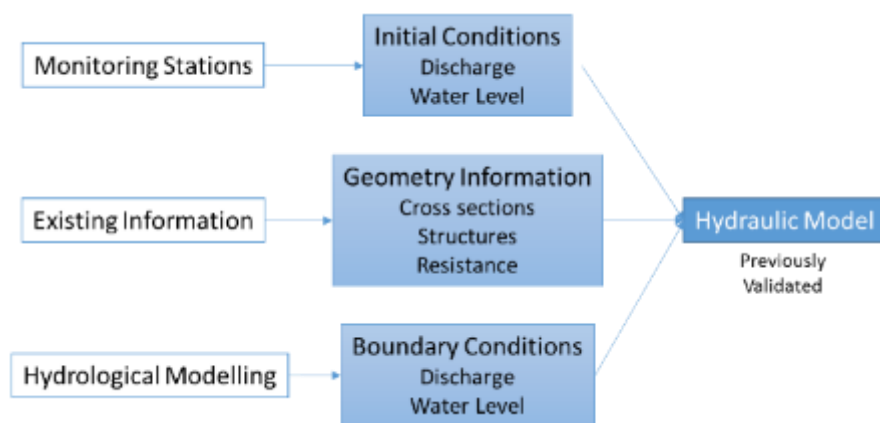 Monitoring Stations
Initial Conditions
Discharge
Water Level
Existing Information
Geometry Information
Cross sections
Structures
Resistance
Hydrological Modelling
Boundary Conditions
Discharge
Water Level
Hydraulic Model
Previously
Validated